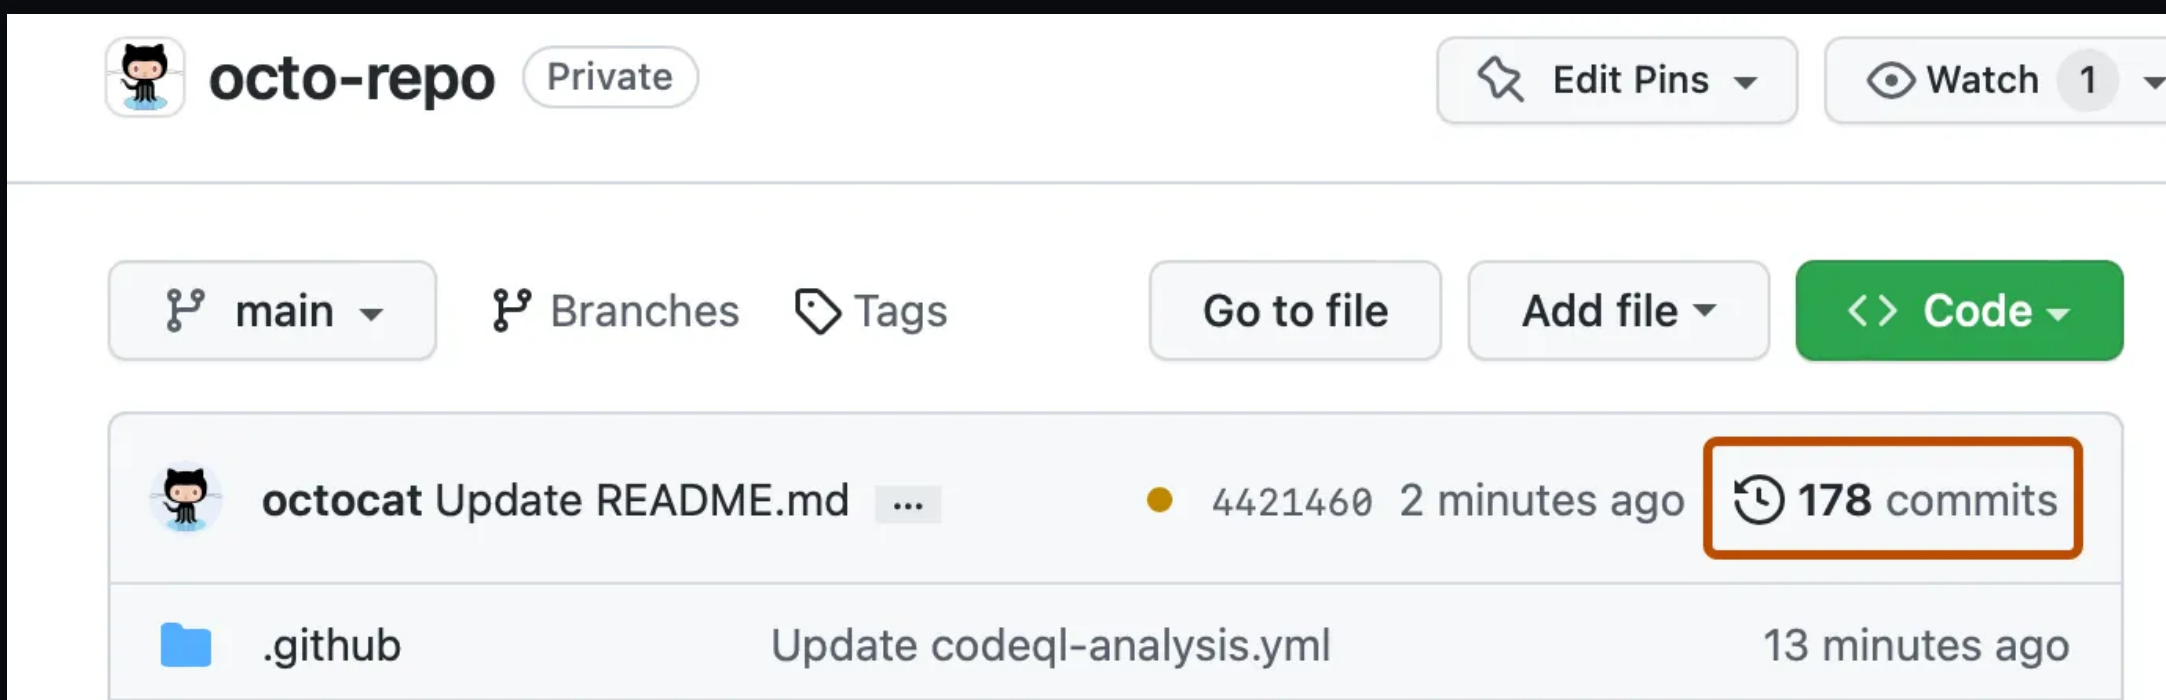 octo-repo Private Edit Pins Watch 1
main Branches Tags Go to file Add file Code
octocat Update README.md ... 4421460 2 minutes ago 178 commits
.github Update codeql-analysis.yml 13 minutes ago